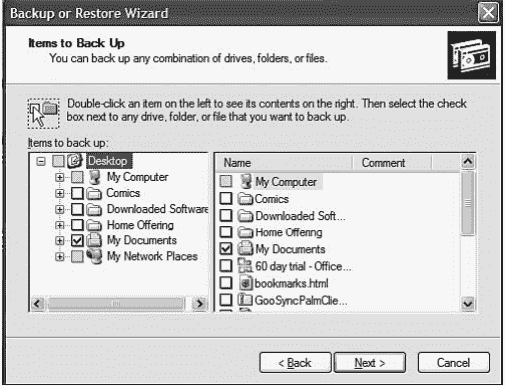 Backup or Restore Wizard
Items to Back Up
You can back up any combination of drives, folders, or files.
Double-click an item on the left to see its contents on the right. Then select the check
box next to any drive, folder, or file that you want to back up.
Items to back up:
Desktop
My Computer
Comics
Downloaded Software
Home Offering
My Documents
My Network Places
Name Comment
My Computer
Comics
Downloaded Soft...
Home Offering
My Documents
60 day trial - Office...
bookmarks.html
GooSyncPalmClie...
< Back Next > Cancel